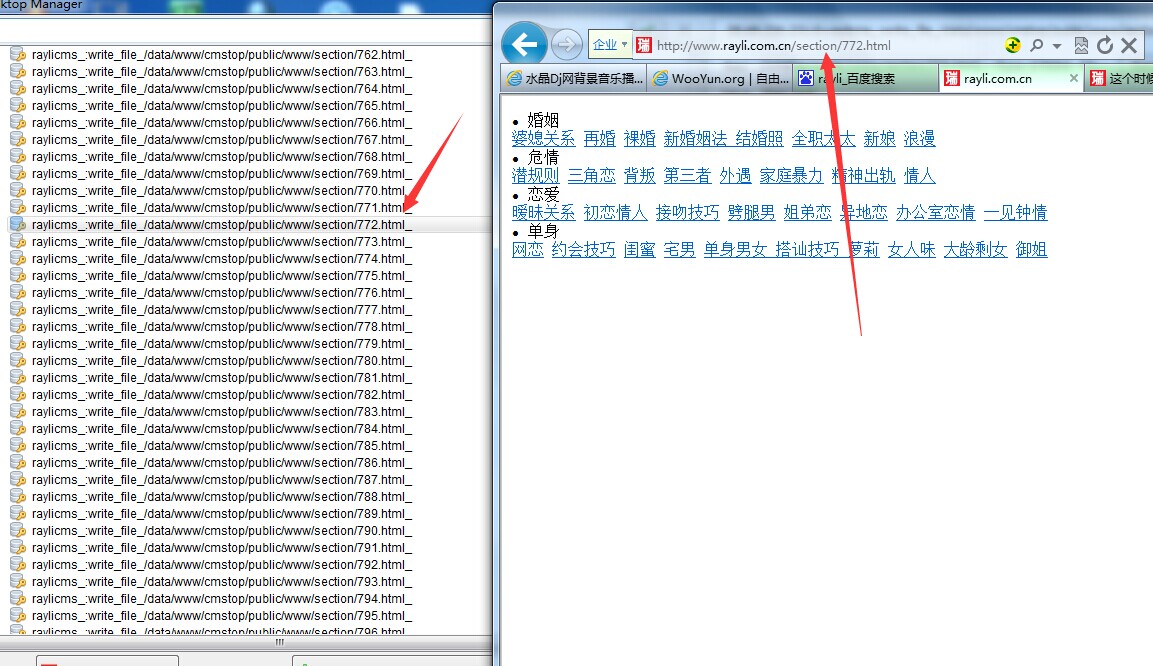 ktop Manager
raylicms_:write_file_/data/www/cmstop/public/www/section/762.html_
raylicms_:write_file_/data/www/cmstop/public/www/section/763.html_
raylicms_:write_file_/data/www/cmstop/public/www/section/764.html_
raylicms_:write_file_/data/www/cmstop/public/www/section/765.html_
raylicms_:write_file_/data/www/cmstop/public/www/section/766.html_
raylicms_:write_file_/data/www/cmstop/public/www/section/767.html_
raylicms_:write_file_/data/www/cmstop/public/www/section/768.html_
raylicms_:write_file_/data/www/cmstop/public/www/section/769.html_
raylicms_:write_file_/data/www/cmstop/public/www/section/770.html_
raylicms_:write_file_/data/www/cmstop/public/www/section/771.html_
raylicms_:write_file_/data/www/cmstop/public/www/section/772.html_
raylicms_:write_file_/data/www/cmstop/public/www/section/773.html_
raylicms_:write_file_/data/www/cmstop/public/www/section/774.html_
raylicms_:write_file_/data/www/cmstop/public/www/section/775.html_
raylicms_:write_file_/data/www/cmstop/public/www/section/776.html_
raylicms_:write_file_/data/www/cmstop/public/www/section/777.html_
raylicms_:write_file_/data/www/cmstop/public/www/section/778.html_
raylicms_:write_file_/data/www/cmstop/public/www/section/779.html_
raylicms_:write_file_/data/www/cmstop/public/www/section/780.html_
raylicms_:write_file_/data/www/cmstop/public/www/section/781.html_
raylicms_:write_file_/data/www/cmstop/public/www/section/782.html_
raylicms_:write_file_/data/www/cmstop/public/www/section/783.html_
raylicms_:write_file_/data/www/cmstop/public/www/section/784.html_
raylicms_:write_file_/data/www/cmstop/public/www/section/785.html_
raylicms_:write_file_/data/www/cmstop/public/www/section/786.html_
raylicms_:write_file_/data/www/cmstop/public/www/section/787.html_
raylicms_:write_file_/data/www/cmstop/public/www/section/788.html_
raylicms_:write_file_/data/www/cmstop/public/www/section/789.html_
raylicms_:write_file_/data/www/cmstop/public/www/section/790.html_
raylicms_:write_file_/data/www/cmstop/public/www/section/791.html_
raylicms_:write_file_/data/www/cmstop/public/www/section/792.html_
raylicms_:write_file_/data/www/cmstop/public/www/section/793.html_
raylicms_:write_file_/data/www/cmstop/public/www/section/794.html_
raylicms_:write_file_/data/www/cmstop/public/www/section/795.html_
raylicms_:write_file_/data/www/cmstop/public/www/section/796.html_
企业 瑞 http://www.rayli.com.cn/section/772.html
水晶Dj网背景音乐播... WooYun.org | 自由... rayli_百度搜索 瑞 rayli.com.cn 瑞 这个时候
• 婚姻
婆媳关系 再婚 裸婚 新婚姻法 结婚照 全职太太 新娘 浪漫
• 危情
潜规则 三角恋 背叛 第三者 外遇 家庭暴力 精神出轨 情人
• 恋爱
暧昧关系 初恋情人 接吻技巧 劈腿男 姐弟恋 异地恋 办公室恋情 一见钟情
• 单身
网恋 约会技巧 闺蜜 宅男 单身男女 搭讪技巧 萝莉 女人味 大龄剩女 御姐